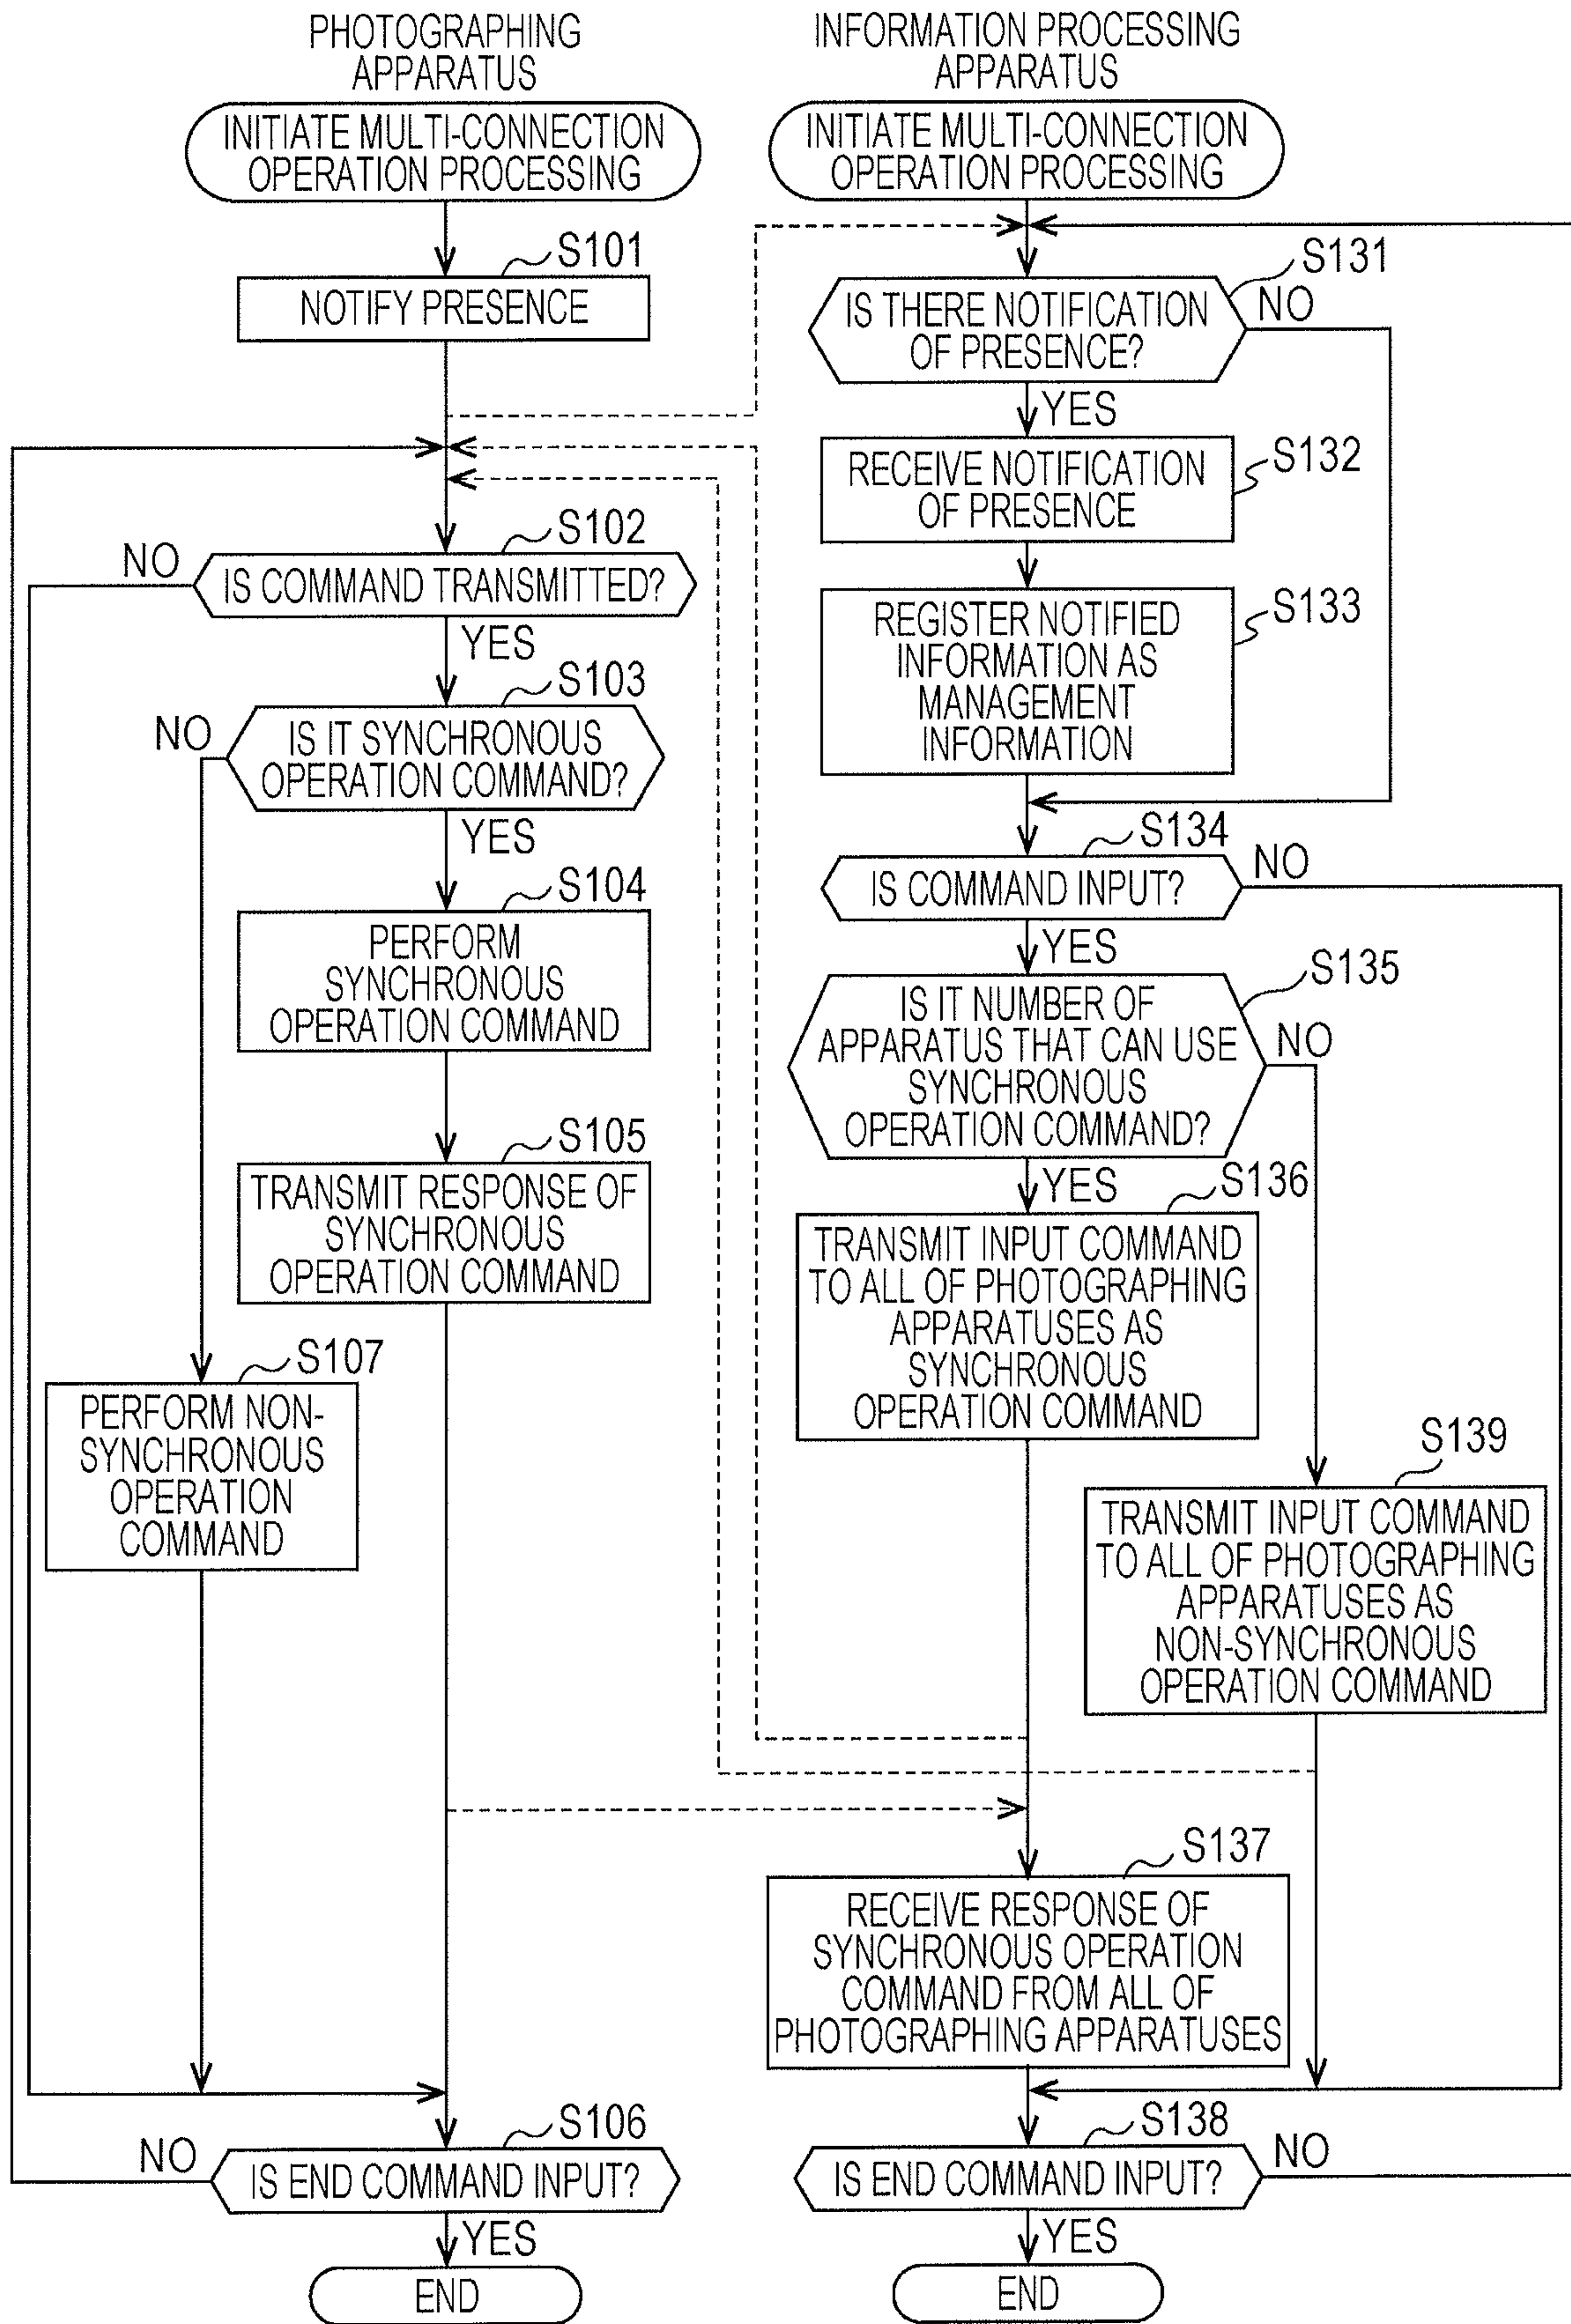 PHOTOGRAPHING
APPARATUS
INITIATE MULTI-CONNECTION
OPERATION PROCESSING
S101
NOTIFY PRESENCE
S102
NO
IS COMMAND TRANSMITTED?
YES
S103
NO
IS IT SYNCHRONOUS
OPERATION COMMAND?
YES
S104
PERFORM
SYNCHRONOUS
OPERATION COMMAND
S105
TRANSMIT RESPONSE OF
SYNCHRONOUS
OPERATION COMMAND
S107
PERFORM NON-
SYNCHRONOUS
OPERATION
COMMAND
S106
NO
IS END COMMAND INPUT?
YES
END
INFORMATION PROCESSING
APPARATUS
INITIATE MULTI-CONNECTION
OPERATION PROCESSING
S131
IS THERE NOTIFICATION
OF PRESENCE?
NO
YES
S132
RECEIVE NOTIFICATION
OF PRESENCE
S133
REGISTER NOTIFIED
INFORMATION AS
MANAGEMENT
INFORMATION
S134
IS COMMAND INPUT?
NO
YES
S135
IS IT NUMBER OF
APPARATUS THAT CAN USE
SYNCHRONOUS
OPERATION COMMAND?
NO
YES
S136
TRANSMIT INPUT COMMAND
TO ALL OF PHOTOGRAPHING
APPARATUSES AS
SYNCHRONOUS
OPERATION COMMAND
S139
TRANSMIT INPUT COMMAND
TO ALL OF PHOTOGRAPHING
APPARATUSES AS
NON-SYNCHRONOUS
OPERATION COMMAND
S137
RECEIVE RESPONSE OF
SYNCHRONOUS OPERATION
COMMAND FROM ALL OF
PHOTOGRAPHING APPARATUSES
S138
IS END COMMAND INPUT?
NO
YES
END